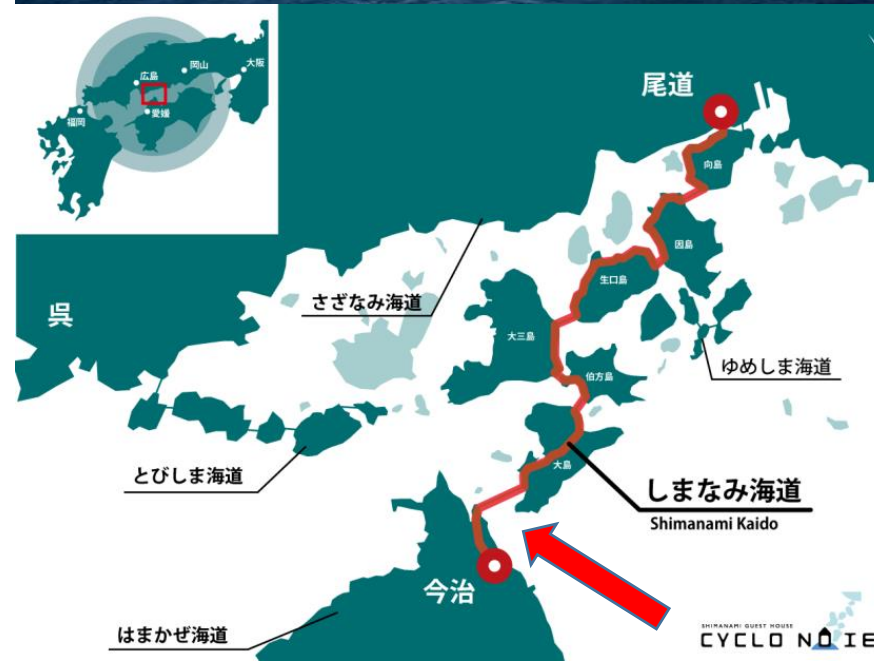 広島
岡山
大阪
福岡
愛媛
尾道
向島
因島
生口島
さざなみ海道
呉
大三島
ゆめしま海道
伯方島
とびしま海道
大島
しまなみ海道
Shimanami Kaido
今治
はまかぜ海道
SHIMANAMI GUEST HOUSE
CYCLO NOIE